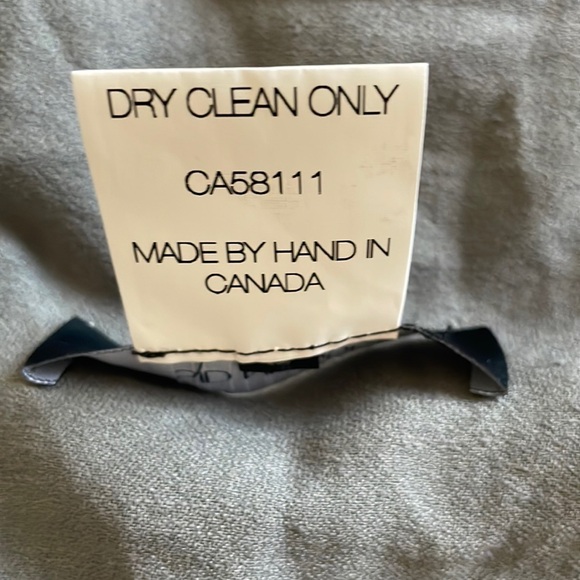 DRY CLEAN ONLY
CA58111
MADE BY HAND IN
CANADA